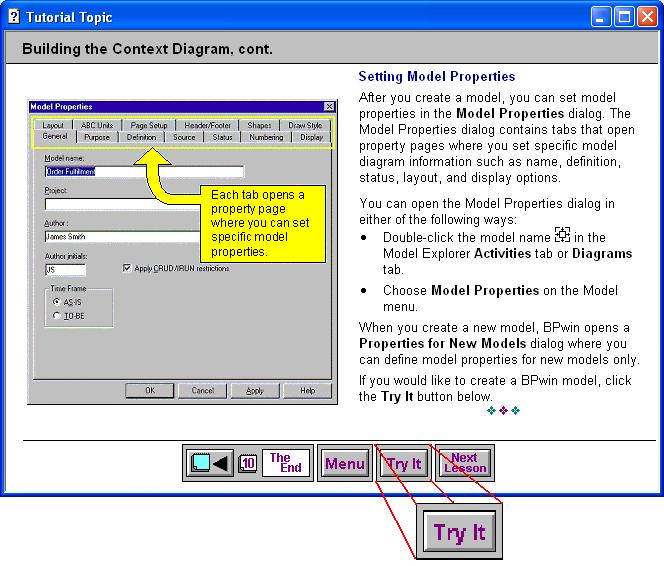 Tutorial Topic
Building the Context Diagram, cont.
Model Properties
Layout ABC Units Page Setup Header/Footer Shapes Draw Style
General Purpose Definition Source Status Numbering Display
Model name:
Order Fulfillment
Project:
Author:
James Smith
Author initials:
JS
Apply CRUD/IRUN restrictions
Time Frame
AS-IS
TO-BE
OK Cancel Apply Help
Each tab opens a
property page
where you can set
specific model
properties.
Setting Model Properties
After you create a model, you can set model
properties in the Model Properties dialog. The
Model Properties dialog contains tabs that open
property pages where you set specific model
diagram information such as name, definition,
status, layout, and display options.
You can open the Model Properties dialog in
either of the following ways:
• Double-click the model name in the
Model Explorer Activities tab or Diagrams
tab.
• Choose Model Properties on the Model
menu.
When you create a new model, BPwin opens a
Properties for New Models dialog where you
can define model properties for new models only.
If you would like to create a BPwin model, click
the Try It button below.
10
The
End
Menu
Try It
Next
Lesson
Try It